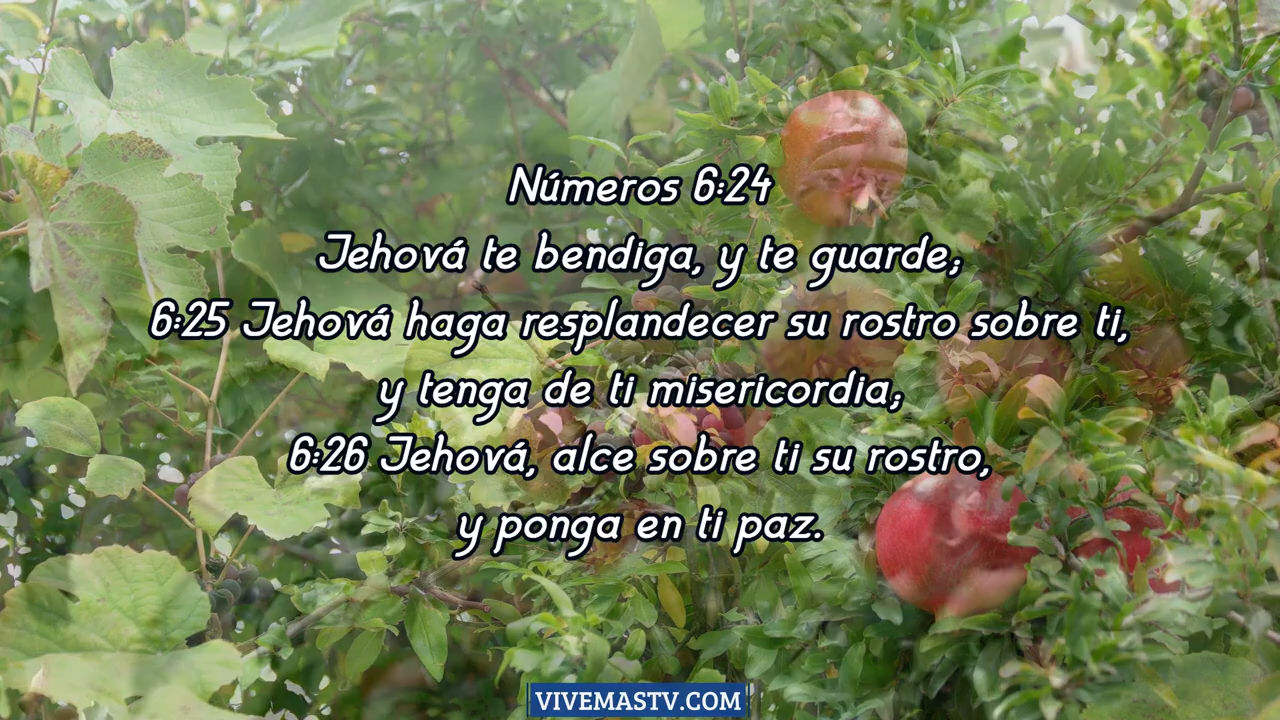 Números 6:24
Jehová te bendiga, y te guarde;
6:25 Jehová haga resplandecer su rostro sobre ti,
y tenga de ti misericordia;
6:26 Jehová, alce sobre ti su rostro,
y ponga en ti paz.
VIVEMASTV.COM